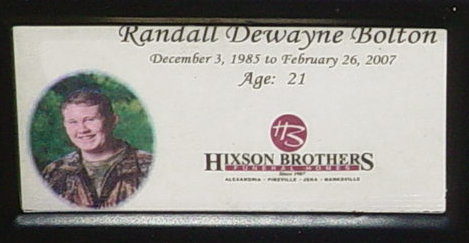 Randall Dewayne Bolton
December 3, 1985 to February 26, 2007
Age: 21
HB
HIXSON BROTHERS
FUNERAL HOMES
Since 1907
ALEXANDRIA - PINEVILLE - JENA - MARKSVILLE